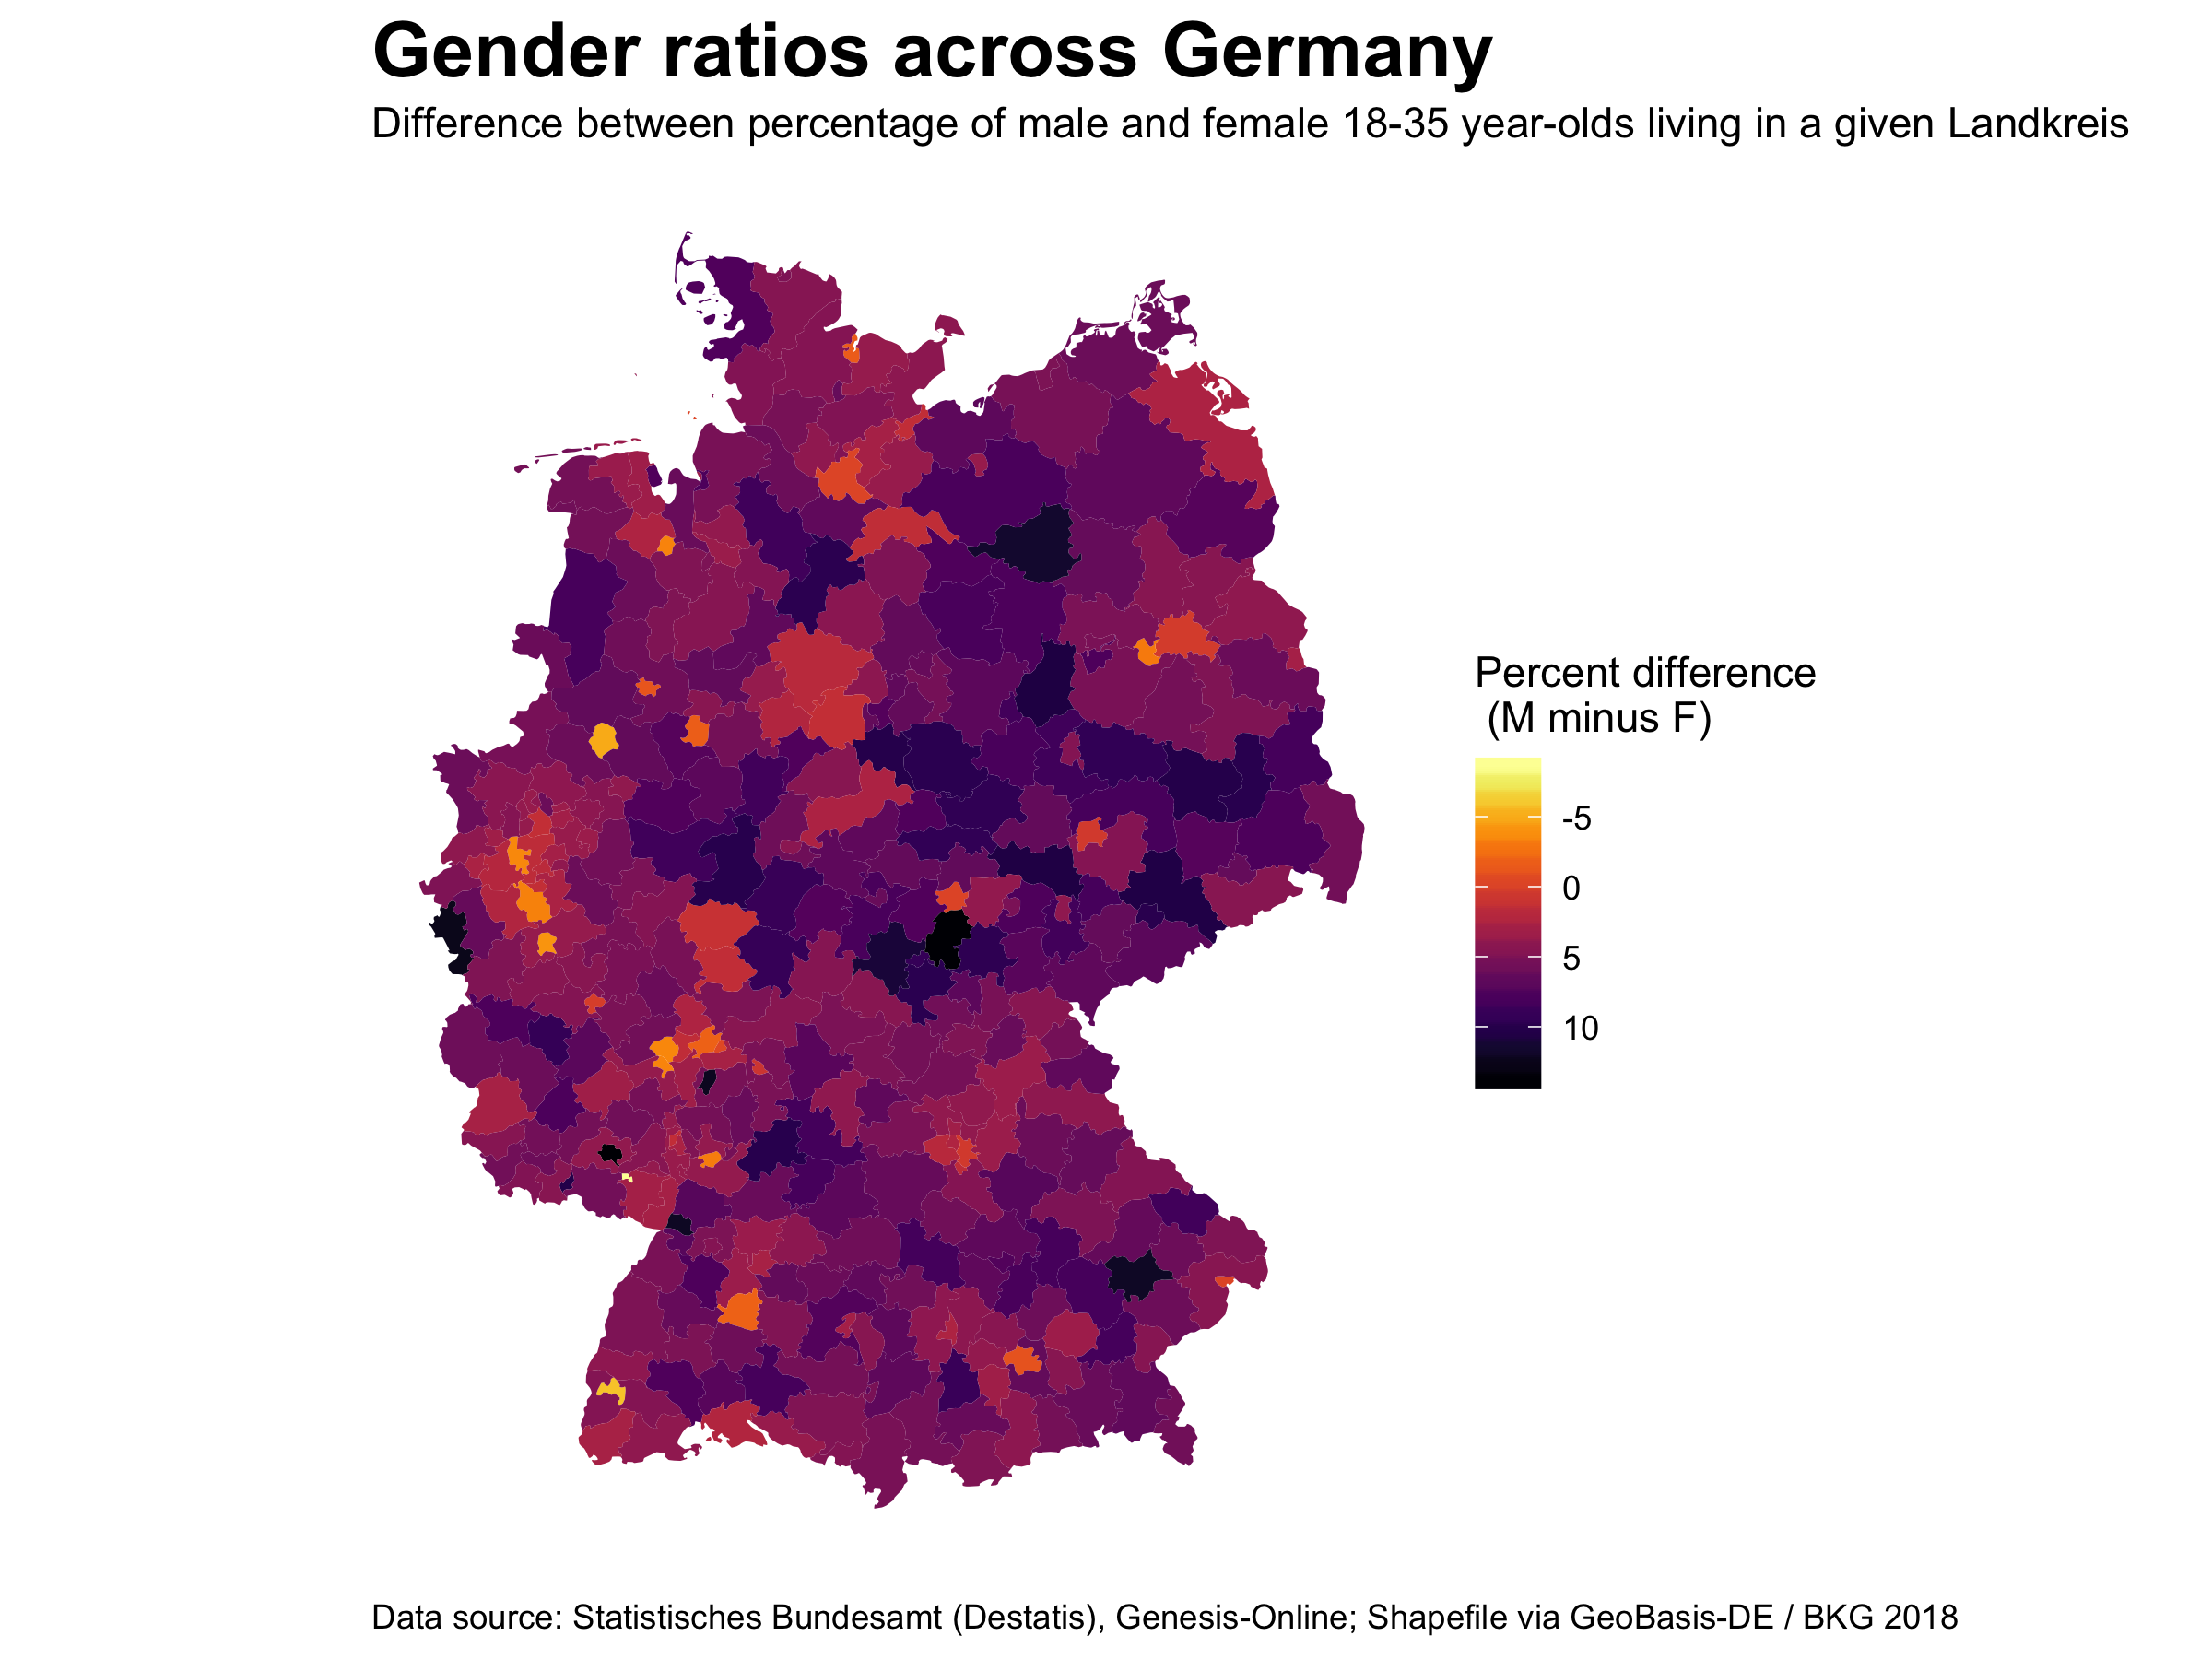 Gender ratios across Germany
Difference between percentage of male and female 18-35 year-olds living in a given Landkreis
Percent difference
(M minus F)
-5
0
5
10
Data source: Statistisches Bundesamt (Destatis), Genesis-Online; Shapefile via GeoBasis-DE / BKG 2018